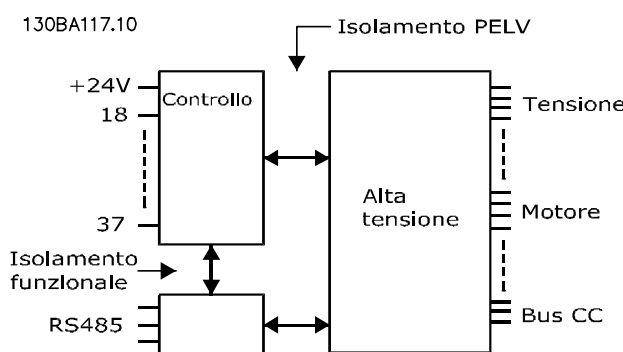 130BA117.10
Isolamento PELV
+24V
Controllo
18
37
Tensione
Alta
tensione
Motore
Isolamento
funzionale
RS485
Bus CC